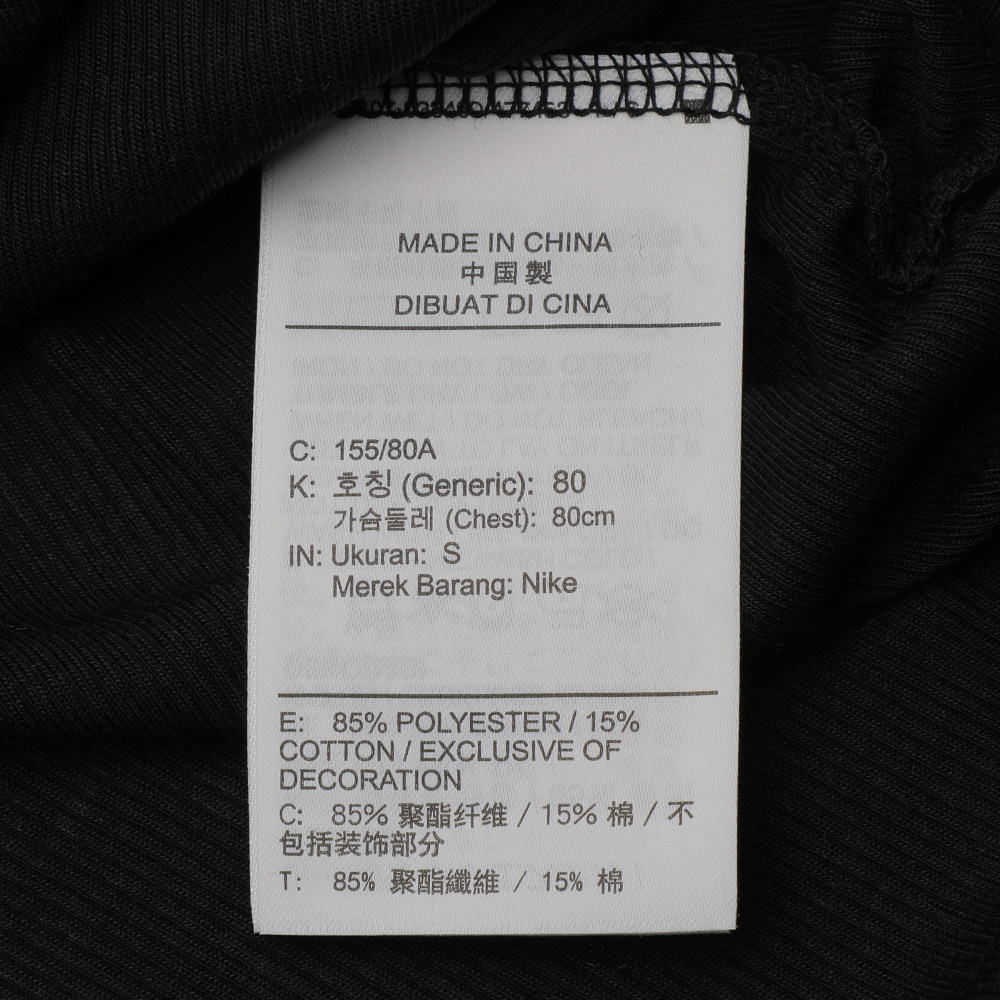 MADE IN CHINA
中国製
DIBUAT DI CINA
C: 155/80A
K: 호칭 (Generic): 80
가슴둘레 (Chest): 80cm
IN: Ukuran: S
Merek Barang: Nike
E: 85% POLYESTER / 15%
COTTON / EXCLUSIVE OF
DECORATION
C: 85% 聚酯纤维 / 15% 棉 / 不
包括装饰部分
T: 85% 聚酯纖維 / 15% 棉